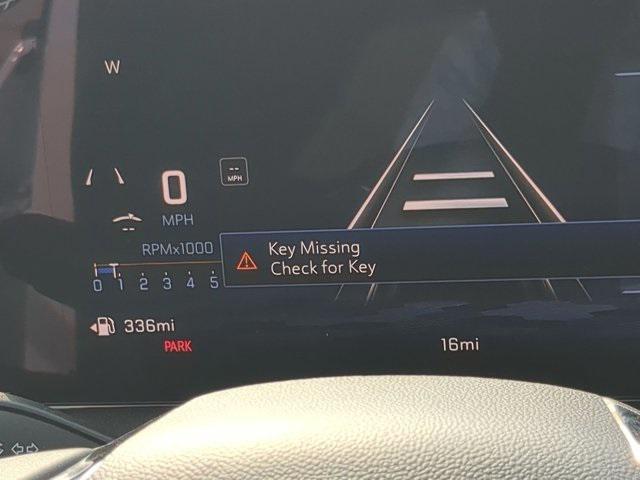 W
0
MPH
--
MPH
--
RPMx1000
0 1 2 3 4 5
Key Missing
Check for Key
336mi
PARK
16mi